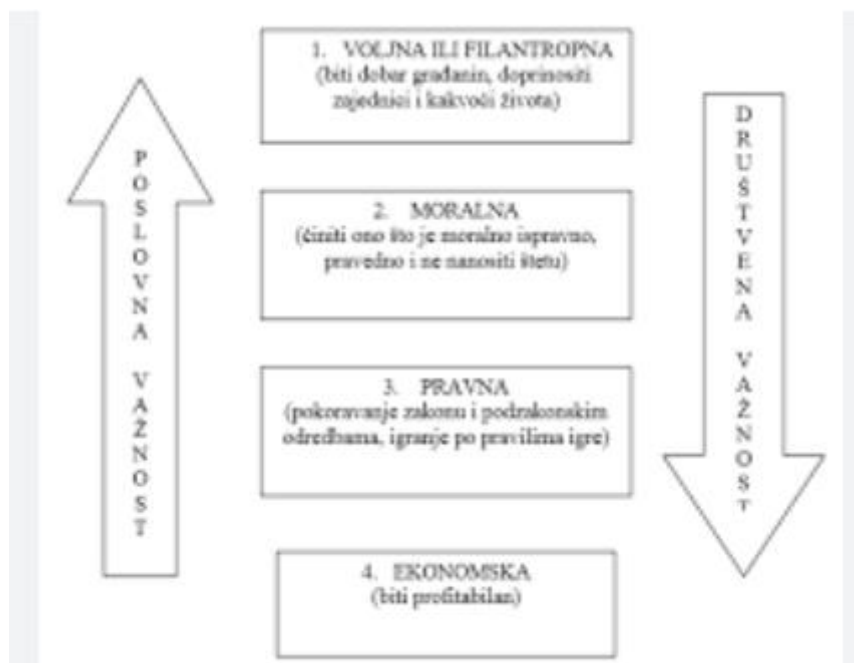 1. VOLJNA ILI FILANTROPNA
(biti dobar građanin, doprinositi
zajednici i kakvoći života)
2. MORALNA
(činiti ono što je moralno ispravno,
pravedno i ne nanositi štetu)
3. PRAVNA
(pokoravanje zakonu i podzakonskim
odredbama, igranje po pravilima igre)
4. EKONOMSKA
(biti profitabilan)
POSLOVNA VAŽNOST
DRUŠTVENA VAŽNOST